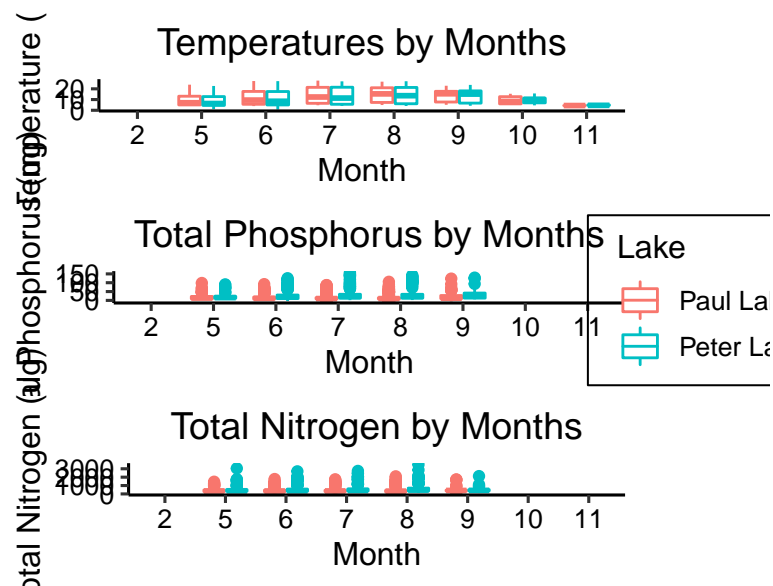 Temperatures by Months
20
10
0
2 5 6 7 8 9 10 11
Month
Total Phosphorus by Months
150
100
50
0
2 5 6 7 8 9 10 11
Month
Total Nitrogen by Months
3000
2000
1000
0
2 5 6 7 8 9 10 11
Month
Lake
Paul La
Peter La